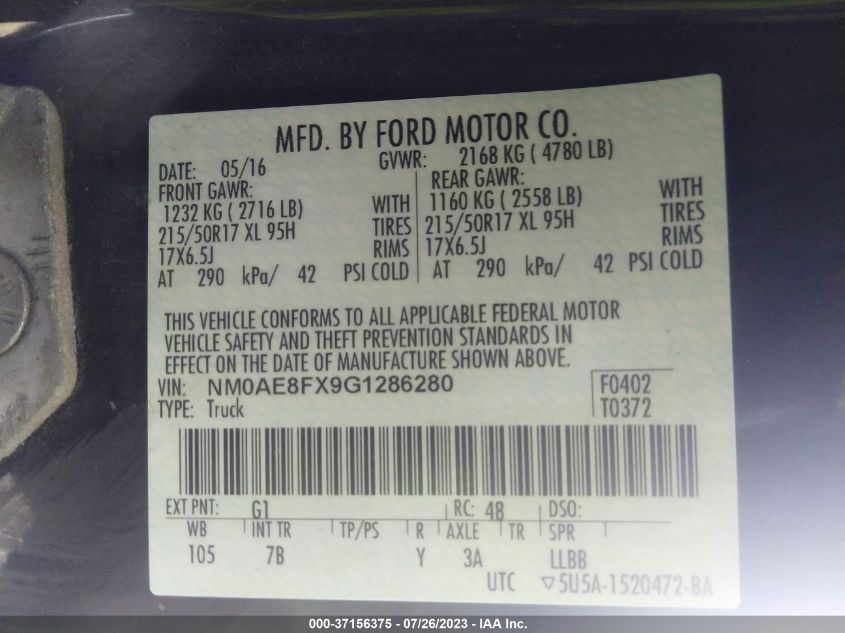 MFD. BY FORD MOTOR CO.
DATE: 05/16 GVWR: 2168 KG ( 4780 LB)
FRONT GAWR: REAR GAWR:
1232 KG ( 2716 LB) WITH 1160 KG ( 2558 LB) WITH
215/50R17 XL 95H TIRES 215/50R17 XL 95H TIRES
17X6.5J RIMS 17X6.5J RIMS
AT 290 kPa/ 42 PSI COLD AT 290 kPa/ 42 PSI COLD
THIS VEHICLE CONFORMS TO ALL APPLICABLE FEDERAL MOTOR
VEHICLE SAFETY AND THEFT PREVENTION STANDARDS IN
EFFECT ON THE DATE OF MANUFACTURE SHOWN ABOVE.
VIN: NM0AE8FX9G1286280 F0402
TYPE: Truck T0372
EXT PNT: G1 RC: 48 DSO:
WB INT TR TP/PS R AXLE TR SPR
105 7B Y 3A LLBB
UTC ▽5U5A-1520472-BA
000-37156375 - 07/26/2023 - IAA Inc.